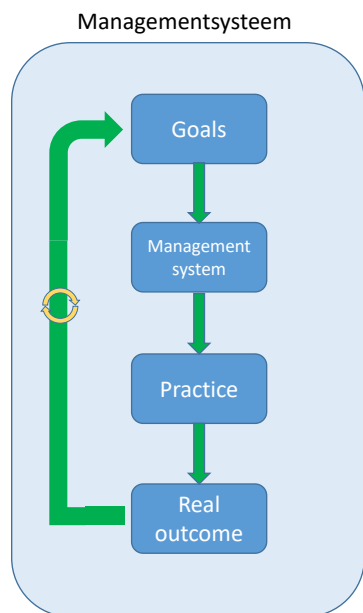 Managementsysteem
Goals
Management
system
Practice
Real
outcome